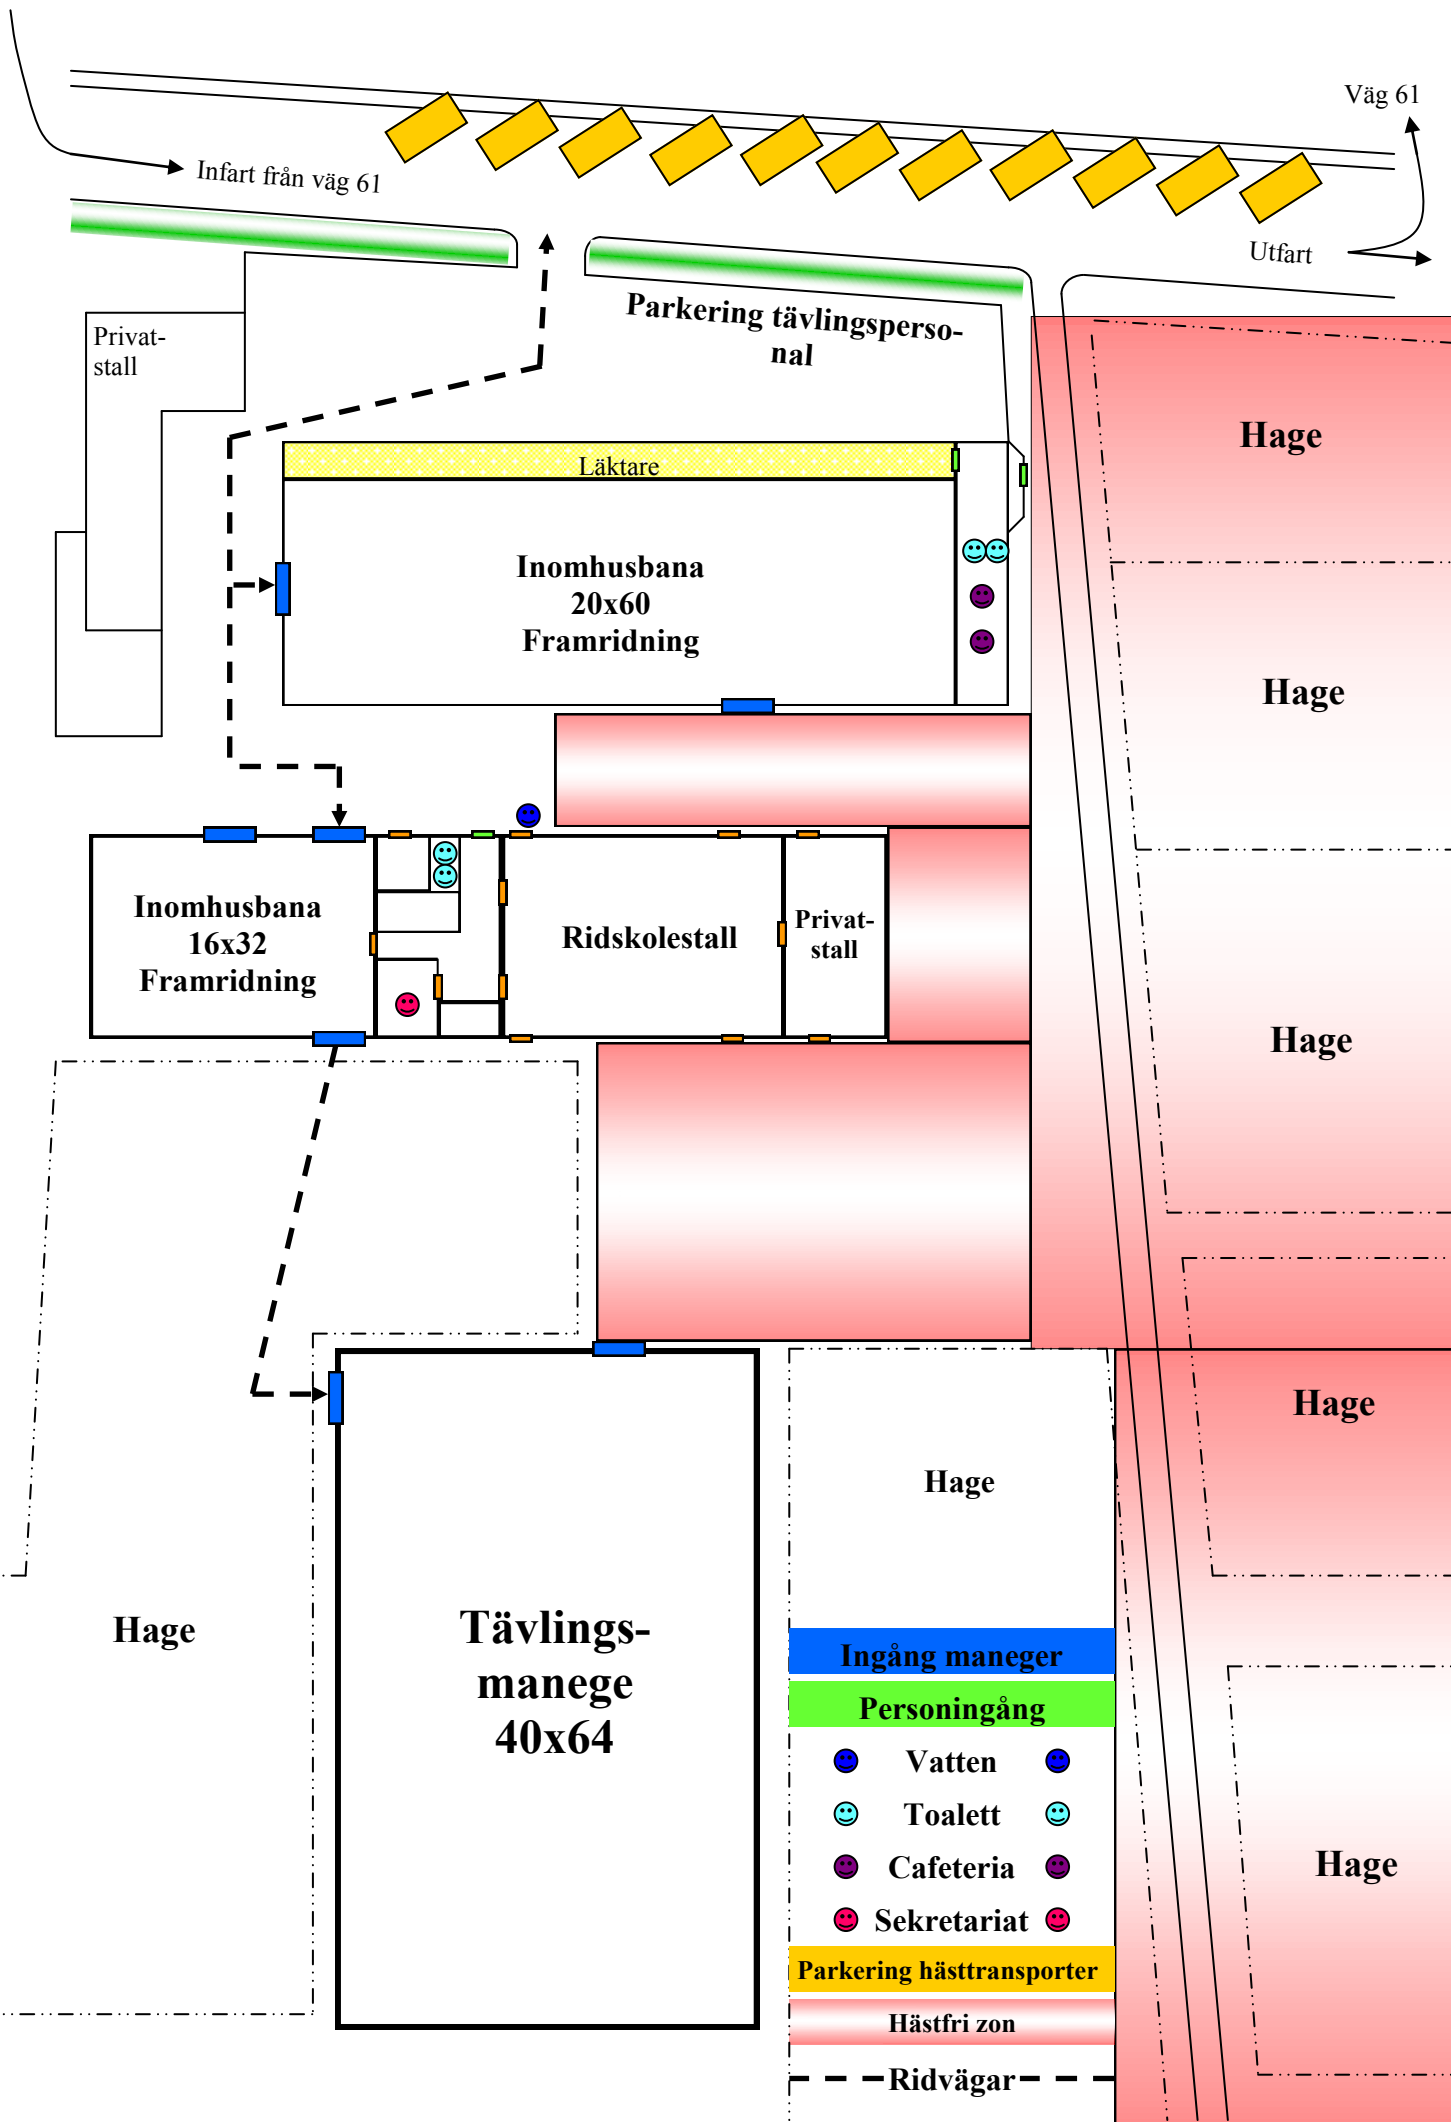 Väg 61
Infart från väg 61
Utfart
Parkering tävlingsperso-
nal
Privat-
stall
Hage
Läktare
Inomhusbana
20x60
Framridning
Hage
Inomhusbana
16x32
Framridning
Ridskolestall
Privat-
stall
Hage
Hage
Hage
Hage
Tävlings-
manege
40x64
Ingång maneger
Personingång
Vatten
Toalett
Cafeteria
Sekretariat
Parkering hästtransporter
Hästfri zon
Ridvägar
Hage